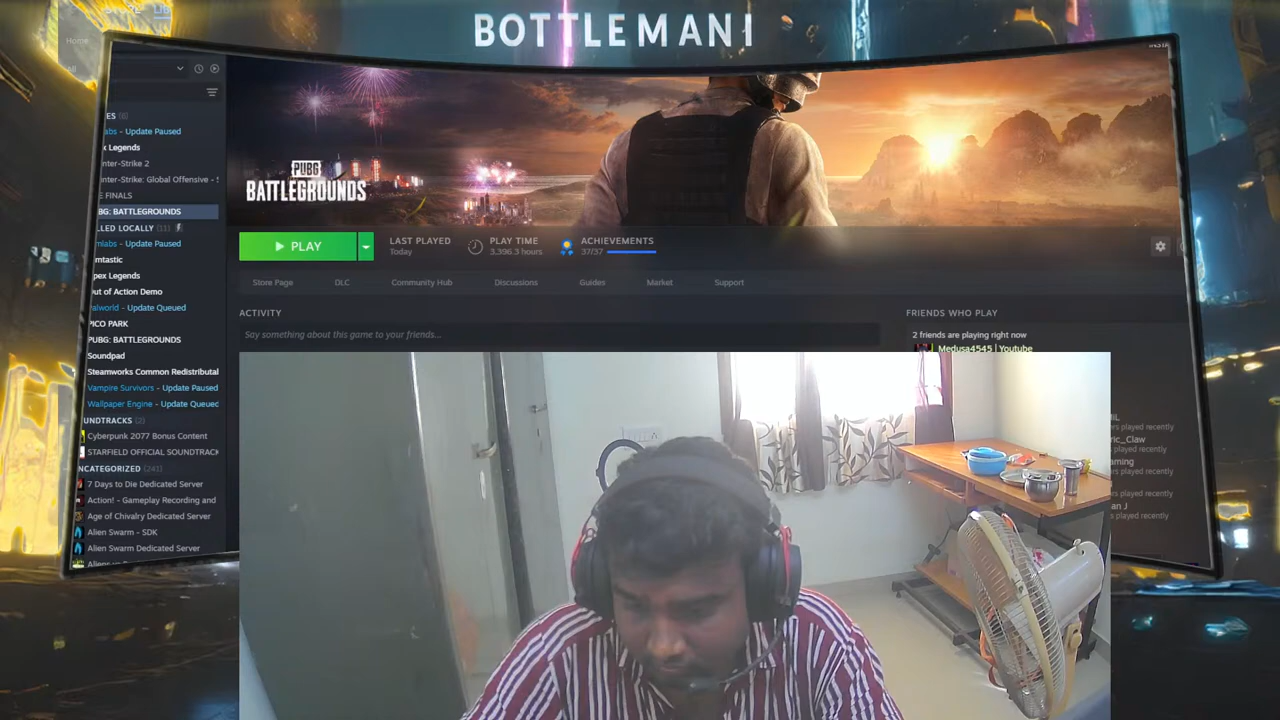 BOTTLEMANI
Home
All
ES (6)
labs - Update Paused
x Legends
nter-Strike 2
nter-Strike: Global Offensive - S
E FINALS
BG: BATTLEGROUNDS
LLED LOCALLY (11)
mlabs - Update Paused
mtastic
pex Legends
ut of Action Demo
alworld - Update Queued
PICO PARK
PUBG: BATTLEGROUNDS
Soundpad
Steamworks Common Redistributal
Vampire Survivors - Update Paused
Wallpaper Engine - Update Queued
UNDTRACKS (2)
Cyberpunk 2077 Bonus Content
STARFIELD OFFICIAL SOUNDTRACK
NCATEGORIZED (241)
7 Days to Die Dedicated Server
Action! - Gameplay Recording and
Age of Chivalry Dedicated Server
Alien Swarm - SDK
Alien Swarm Dedicated Server
PUBG
BATTLEGROUNDS
PLAY
LAST PLAYED
Today
PLAY TIME
3,396.3 hours
ACHIEVEMENTS
37/37
Store Page
DLC
Community Hub
Discussions
Guides
Market
Support
ACTIVITY
Say something about this game to your friends...
FRIENDS WHO PLAY
2 friends are playing right now
Medusa4545 | Youtube
rs played recently
ric_Claw
s played recently
aming
s played recently
s played recently
an J
s played recently